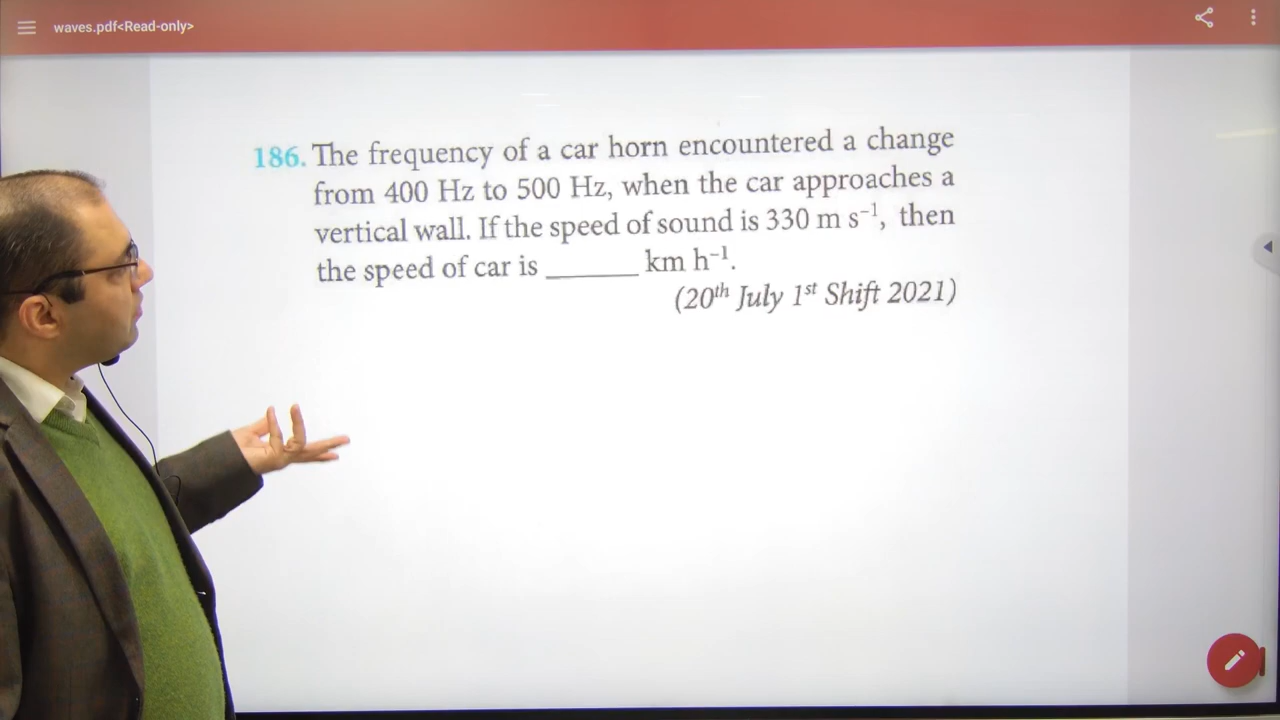 waves.pdf<Read-only>
186. The frequency of a car horn encountered a change
from 400 Hz to 500 Hz, when the car approaches a
vertical wall. If the speed of sound is 330 m s⁻¹, then
the speed of car is ______ km h⁻¹.
(20th July 1st Shift 2021)